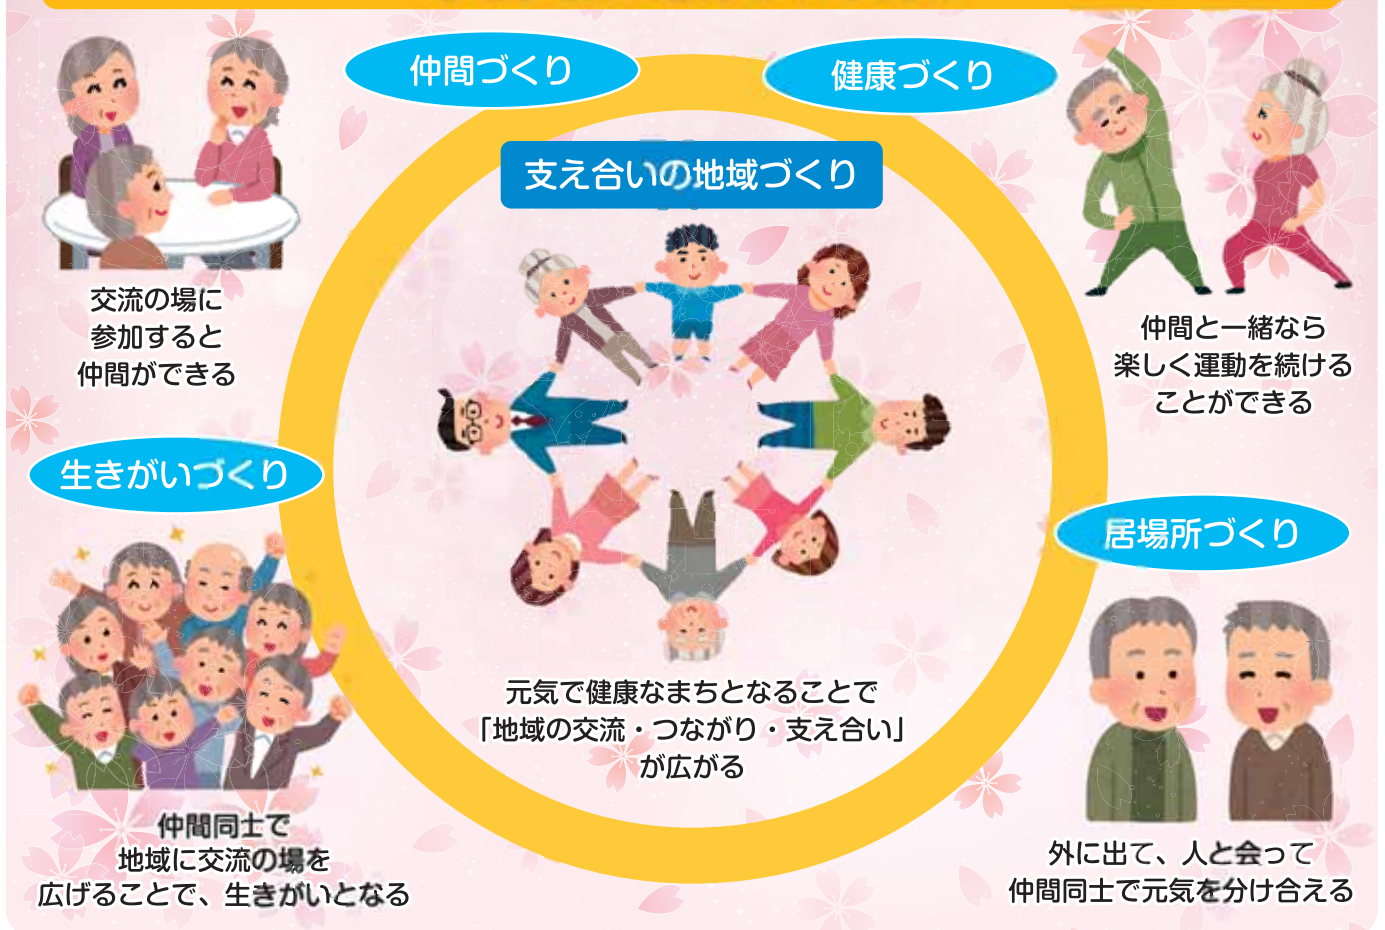 仲間づくり
健康づくり
支え合いの地域づくり
交流の場に
参加すると
仲間ができる
仲間と一緒なら
楽しく運動を続ける
ことができる
生きがいづくり
居場所づくり
元気で健康なまちとなることで
「地域の交流・つながり・支え合い」
が広がる
仲間同士で
地域に交流の場を
広げることで、生きがいとなる
外に出て、人と会って
仲間同士で元気を分け合える